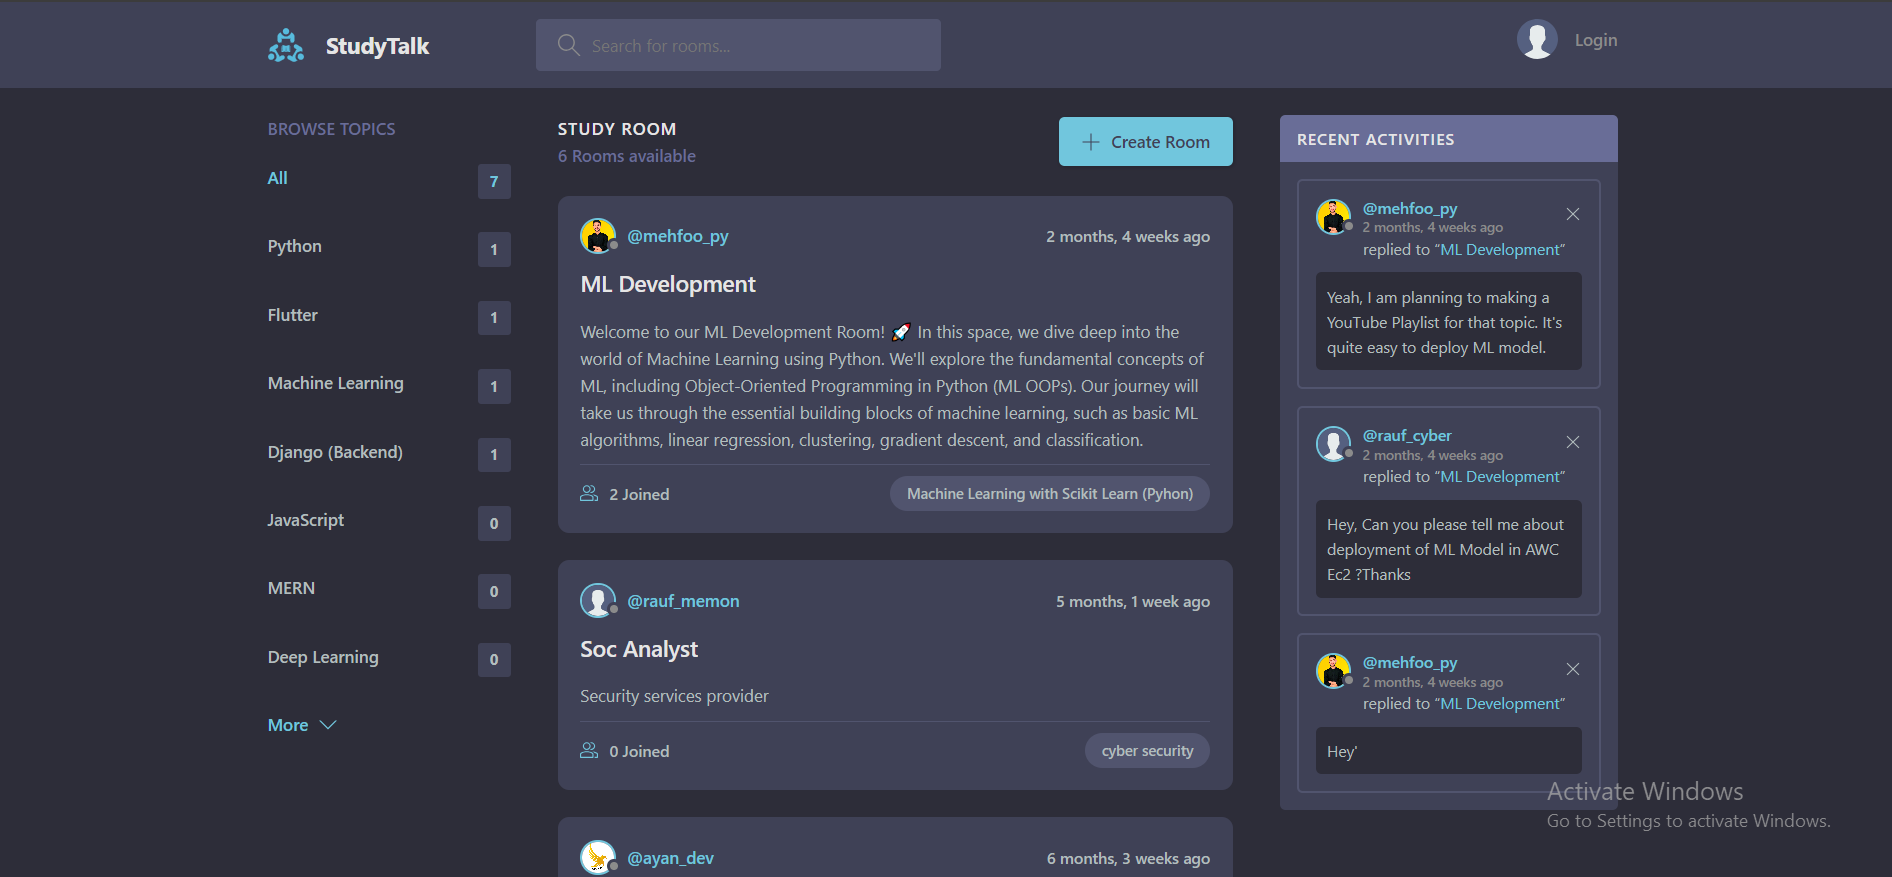 StudyTalk
Search for rooms...
Login
BROWSE TOPICS
All 7
Python 1
Flutter 1
Machine Learning 1
Django (Backend) 1
JavaScript 0
MERN 0
Deep Learning 0
More
STUDY ROOM
6 Rooms available
Create Room
@mehfoo_py
2 months, 4 weeks ago
ML Development
Welcome to our ML Development Room! 🚀 In this space, we dive deep into the
world of Machine Learning using Python. We'll explore the fundamental concepts of
ML, including Object-Oriented Programming in Python (ML OOPs). Our journey will
take us through the essential building blocks of machine learning, such as basic ML
algorithms, linear regression, clustering, gradient descent, and classification.
2 Joined
Machine Learning with Scikit Learn (Pyhon)
@rauf_memon
5 months, 1 week ago
Soc Analyst
Security services provider
0 Joined
cyber security
@ayan_dev
6 months, 3 weeks ago
RECENT ACTIVITIES
@mehfoo_py
2 months, 4 weeks ago
replied to “ML Development”
Yeah, I am planning to making a
YouTube Playlist for that topic. It's
quite easy to deploy ML model.
@rauf_cyber
2 months, 4 weeks ago
replied to “ML Development”
Hey, Can you please tell me about
deployment of ML Model in AWC
Ec2 ?Thanks
@mehfoo_py
2 months, 4 weeks ago
replied to “ML Development”
Hey'
Activate Windows
Go to Settings to activate Windows.